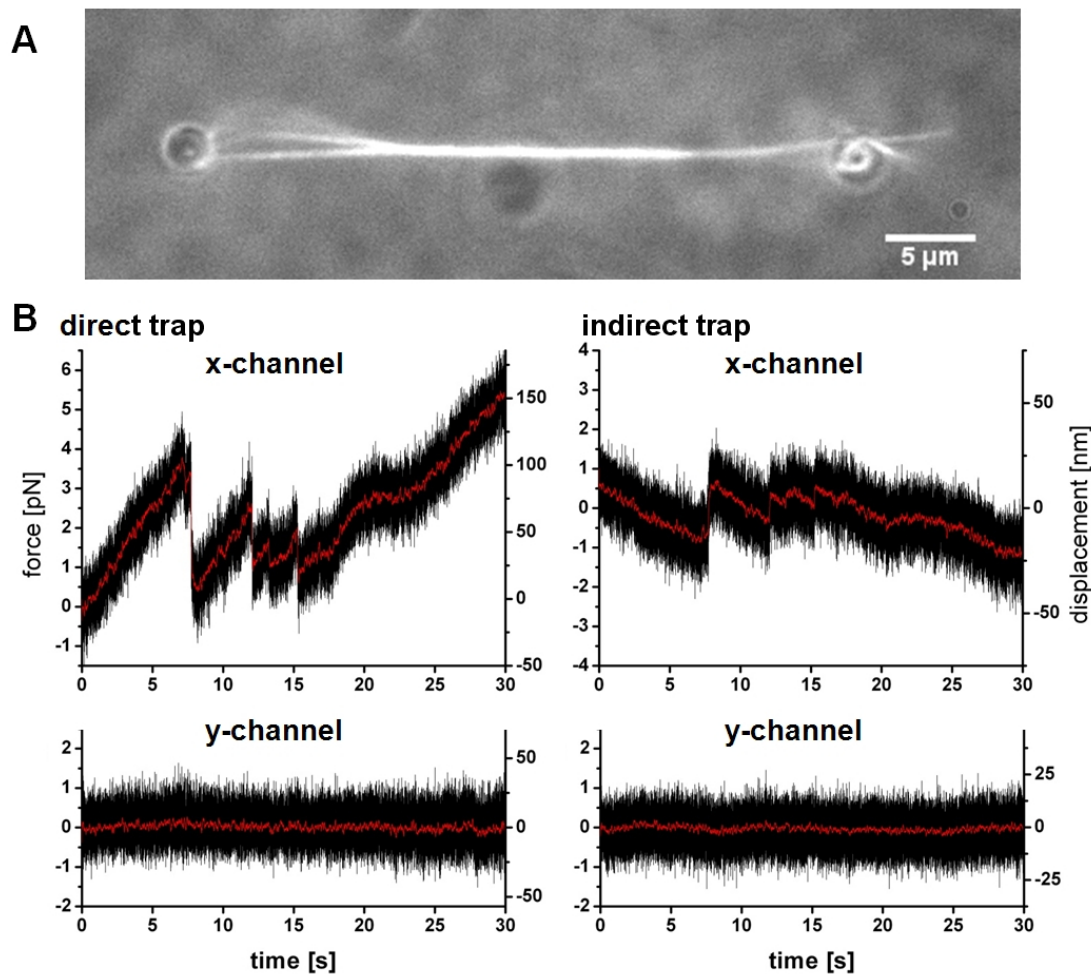 A
5 µm
B
direct trap
indirect trap
x-channel
x-channel
force [pN]
6
5
4
3
2
1
0
-1
150
100
50
0
-50
0 5 10 15 20 25 30
4
3
2
1
0
-1
-2
-3
-4
50
0
-50
displacement [nm]
0 5 10 15 20 25 30
y-channel
y-channel
2
1
0
-1
-2
50
0
-50
0 5 10 15 20 25 30
2
1
0
-1
-2
25
0
-25
0 5 10 15 20 25 30
time [s]
time [s]